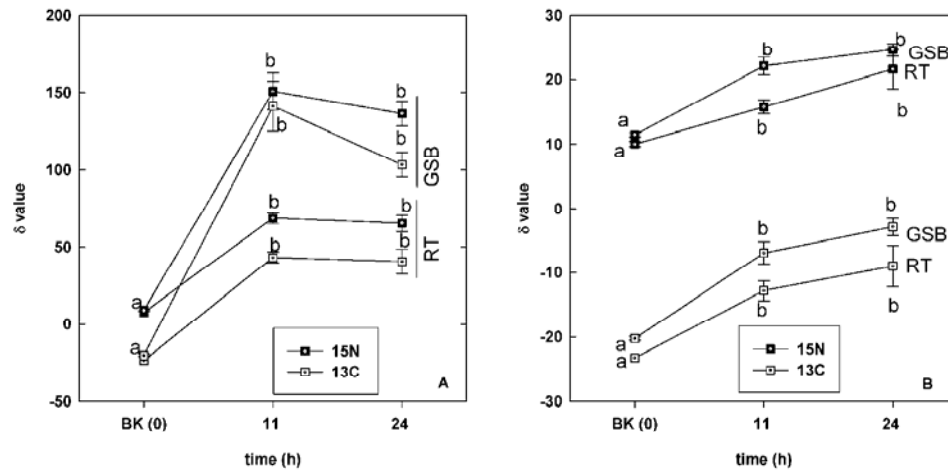 200
150
100
50
0
-50
δ value
b
b
b
b
b
b
b
b
a
a
GSB
RT
15N
13C
A
BK (0) 11 24
time (h)
30
20
10
0
-10
-20
-30
δ value
b
b
GSB
RT
a
a
b
b
b
b
GSB
RT
b
b
a
a
15N
13C
B
BK (0) 11 24
time (h)